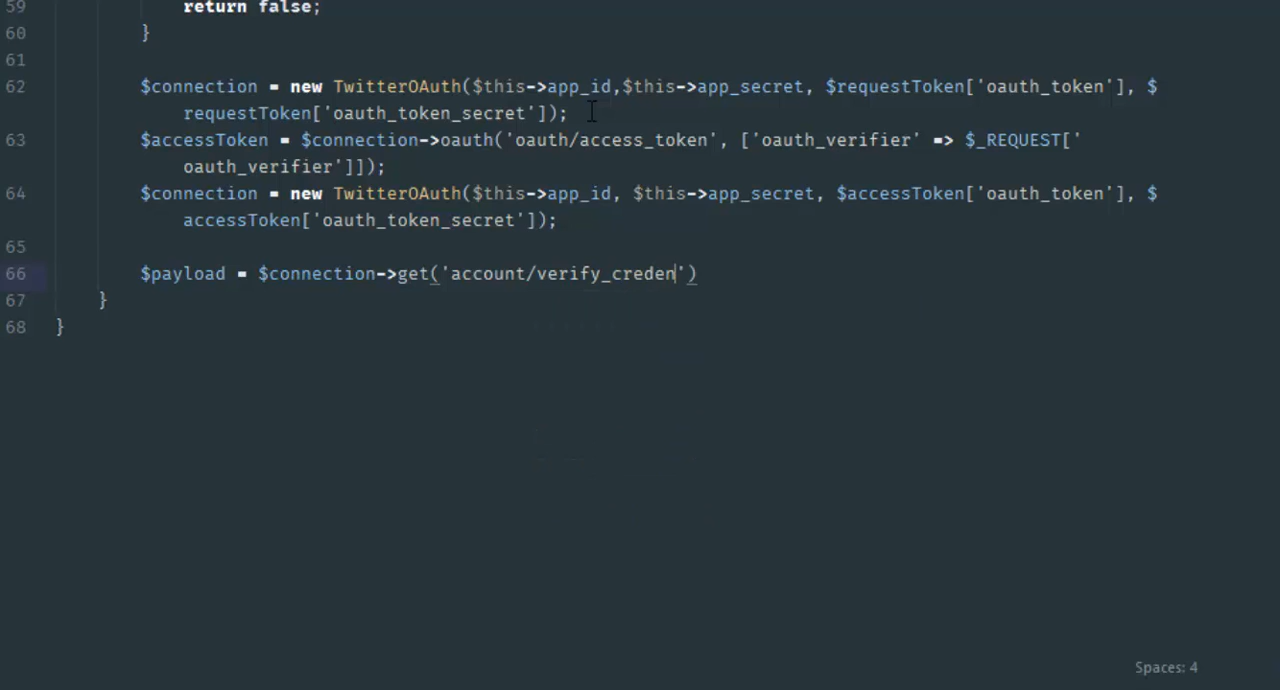 59 return false;
60 }
61
62 $connection = new TwitterOAuth($this->app_id,$this->app_secret, $requestToken['oauth_token'], $
requestToken['oauth_token_secret']);
63 $accessToken = $connection->oauth('oauth/access_token', ['oauth_verifier' => $_REQUEST['
oauth_verifier']]);
64 $connection = new TwitterOAuth($this->app_id, $this->app_secret, $accessToken['oauth_token'], $
accessToken['oauth_token_secret']);
65
66 $payload = $connection->get('account/verify_creden')
67 }
68 }
Spaces: 4